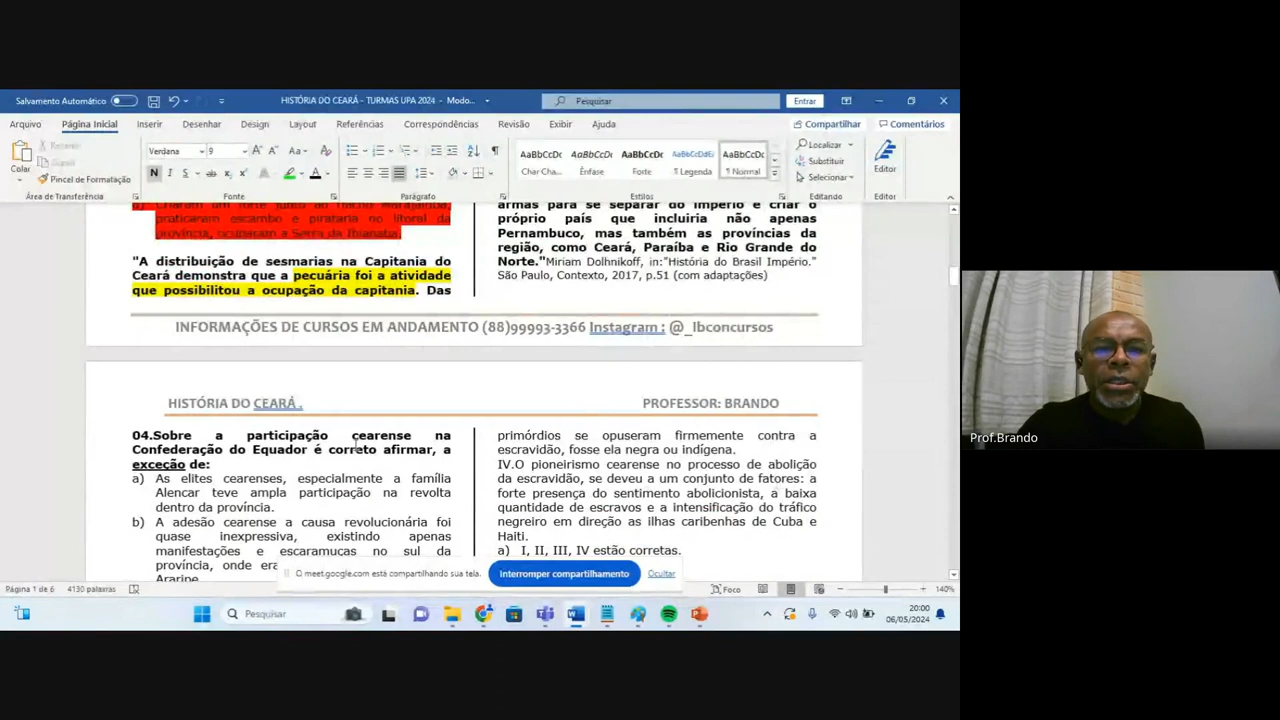 Salvamento Automático
HISTÓRIA DO CEARÁ - TURMAS UPA 2024 - Modo...
Pesquisar
Entrar
Arquivo Página Inicial Inserir Desenhar Design Layout Referências Correspondências Revisão Exibir Ajuda
Compartilhar Comentários
Colar
Recortar
Copiar
Pincel de Formatação
Área de Transferência
Verdana 9
Fonte
Parágrafo
AaBbCcDc AaBbCcDc AaBbCcDc AaBbCcDdEi AaBbCcDc
Char Cha... Ênfase Forte ¶ Legenda ¶ Normal
Estilos
Localizar
Substituir
Selecionar
Editando
Editor
Editor
praticaram escambo e pirataria no litoral da
província, ocuparam a Serra da Ibiapaba.
"A distribuição de sesmarias na Capitania do
Ceará demonstra que a pecuária foi a atividade
que possibilitou a ocupação da capitania. Das
armas para se separar do império e criar o
próprio país que incluiria não apenas
Pernambuco, mas também as províncias da
região, como Ceará, Paraíba e Rio Grande do
Norte."Miriam Dolhnikoff, in:"História do Brasil Império."
São Paulo, Contexto, 2017, p.51 (com adaptações)
INFORMAÇÕES DE CURSOS EM ANDAMENTO (88)99993-3366 Instagram : @_lbconcursos
HISTÓRIA DO CEARÁ .
PROFESSOR: BRANDO
04.Sobre a participação cearense na
Confederação do Equador é correto afirmar, a
exceção de:
a) As elites cearenses, especialmente a família
Alencar teve ampla participação na revolta
dentro da província.
b) A adesão cearense a causa revolucionária foi
quase inexpressiva, existindo apenas
manifestações e escaramuças no sul da
província, onde era
Araripe.
primórdios se opuseram firmemente contra a
escravidão, fosse ela negra ou indígena.
IV.O pioneirismo cearense no processo de abolição
da escravidão, se deveu a um conjunto de fatores: a
forte presença do sentimento abolicionista, a baixa
quantidade de escravos e a intensificação do tráfico
negreiro em direção as ilhas caribenhas de Cuba e
Haiti.
a) I, II, III, IV estão corretas.
O meet.google.com está compartilhando sua tela.
Interromper compartilhamento
Ocultar
Página 1 de 6 4130 palavras
Foco
140%
Pesquisar
20:00
06/05/2024
Prof.Brando